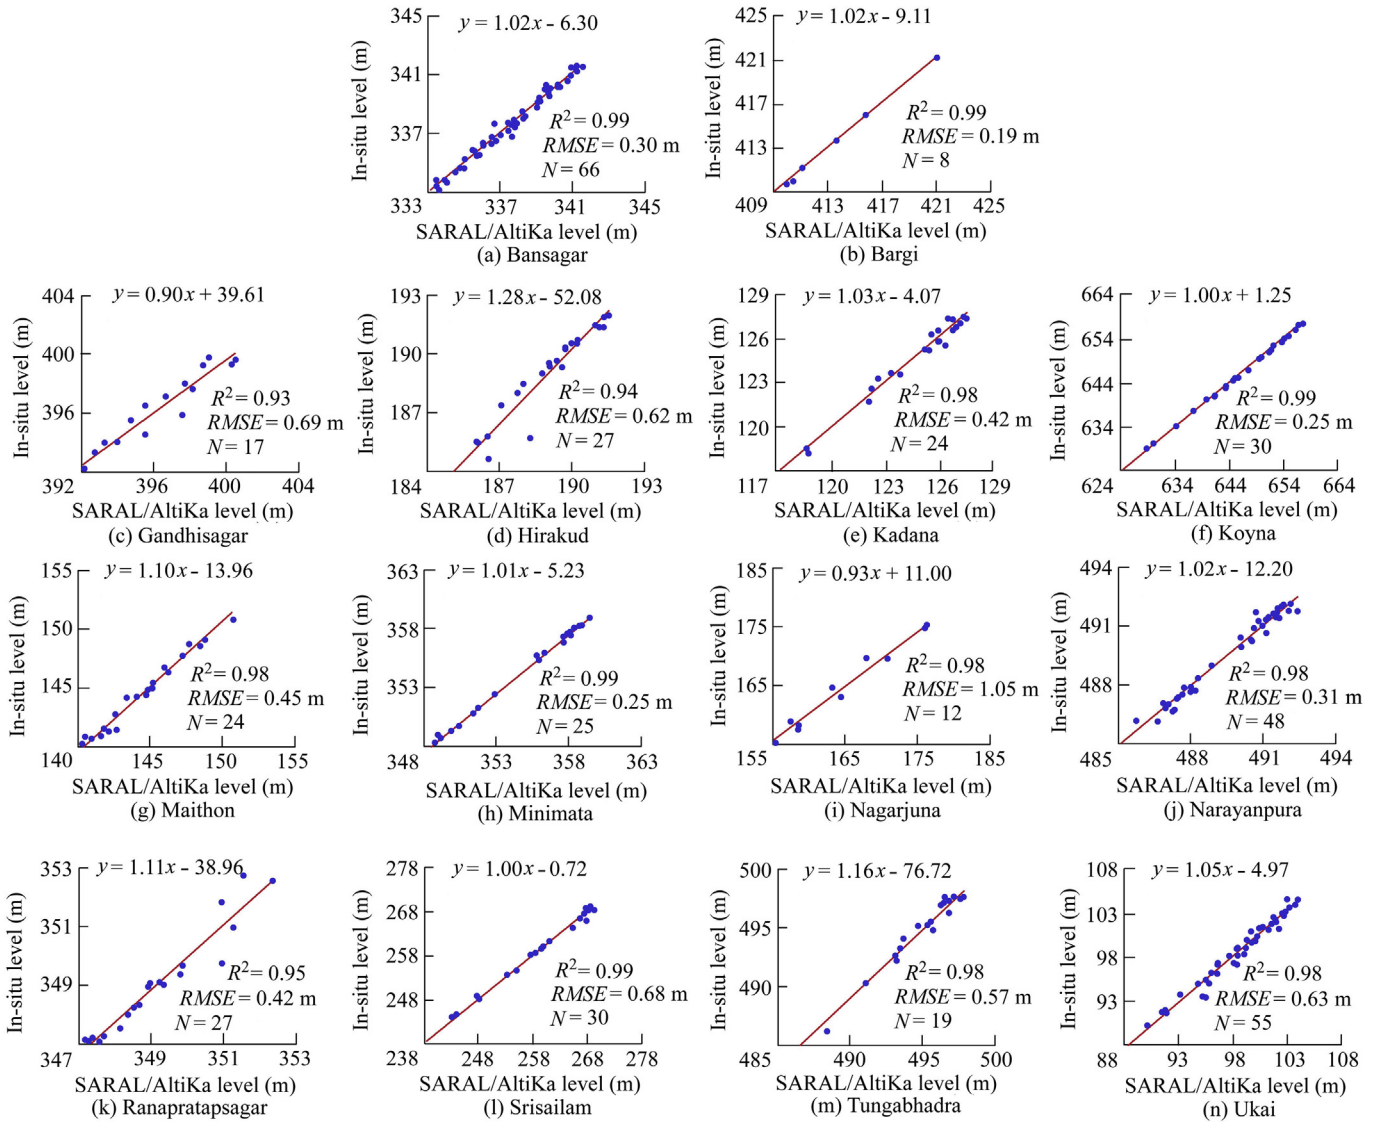 345
341
337
333
337
341
345
In-situ level (m)
y = 1.02x - 6.30
R2 = 0.99
RMSE = 0.30 m
N = 66
SARAL/AltiKa level (m)
(a) Bansagar
425
421
417
413
409
413
417
421
425
In-situ level (m)
y = 1.02x - 9.11
R2 = 0.99
RMSE = 0.19 m
N = 8
SARAL/AltiKa level (m)
(b) Bargi
404
400
396
392
396
400
404
In-situ level (m)
y = 0.90x + 39.61
R2 = 0.93
RMSE = 0.69 m
N = 17
SARAL/AltiKa level (m)
(c) Gandhisagar
193
190
187
184
187
190
193
In-situ level (m)
y = 1.28x - 52.08
R2 = 0.94
RMSE = 0.62 m
N = 27
SARAL/AltiKa level (m)
(d) Hirakud
129
126
123
120
117
120
123
126
129
In-situ level (m)
y = 1.03x - 4.07
R2 = 0.98
RMSE = 0.42 m
N = 24
SARAL/AltiKa level (m)
(e) Kadana
664
654
644
634
624
634
644
654
664
In-situ level (m)
y = 1.00x + 1.25
R2 = 0.99
RMSE = 0.25 m
N = 30
SARAL/AltiKa level (m)
(f) Koyna
155
150
145
140
145
150
155
In-situ level (m)
y = 1.10x - 13.96
R2 = 0.98
RMSE = 0.45 m
N = 24
SARAL/AltiKa level (m)
(g) Maithon
363
358
353
348
353
358
363
In-situ level (m)
y = 1.01x - 5.23
R2 = 0.99
RMSE = 0.25 m
N = 25
SARAL/AltiKa level (m)
(h) Minimata
185
175
165
155
165
175
185
In-situ level (m)
y = 0.93x + 11.00
R2 = 0.98
RMSE = 1.05 m
N = 12
SARAL/AltiKa level (m)
(i) Nagarjuna
494
491
488
485
488
491
494
In-situ level (m)
y = 1.02x - 12.20
R2 = 0.98
RMSE = 0.31 m
N = 48
SARAL/AltiKa level (m)
(j) Narayanpura
353
351
349
347
349
351
353
In-situ level (m)
y = 1.11x - 38.96
R2 = 0.95
RMSE = 0.42 m
N = 27
SARAL/AltiKa level (m)
(k) Ranapratapsagar
278
268
258
248
238
248
258
268
278
In-situ level (m)
y = 1.00x - 0.72
R2 = 0.99
RMSE = 0.68 m
N = 30
SARAL/AltiKa level (m)
(l) Srisailam
500
495
490
485
490
495
500
In-situ level (m)
y = 1.16x - 76.72
R2 = 0.98
RMSE = 0.57 m
N = 19
SARAL/AltiKa level (m)
(m) Tungabhadra
108
103
98
93
88
93
98
103
108
In-situ level (m)
y = 1.05x - 4.97
R2 = 0.98
RMSE = 0.63 m
N = 55
SARAL/AltiKa level (m)
(n) Ukai